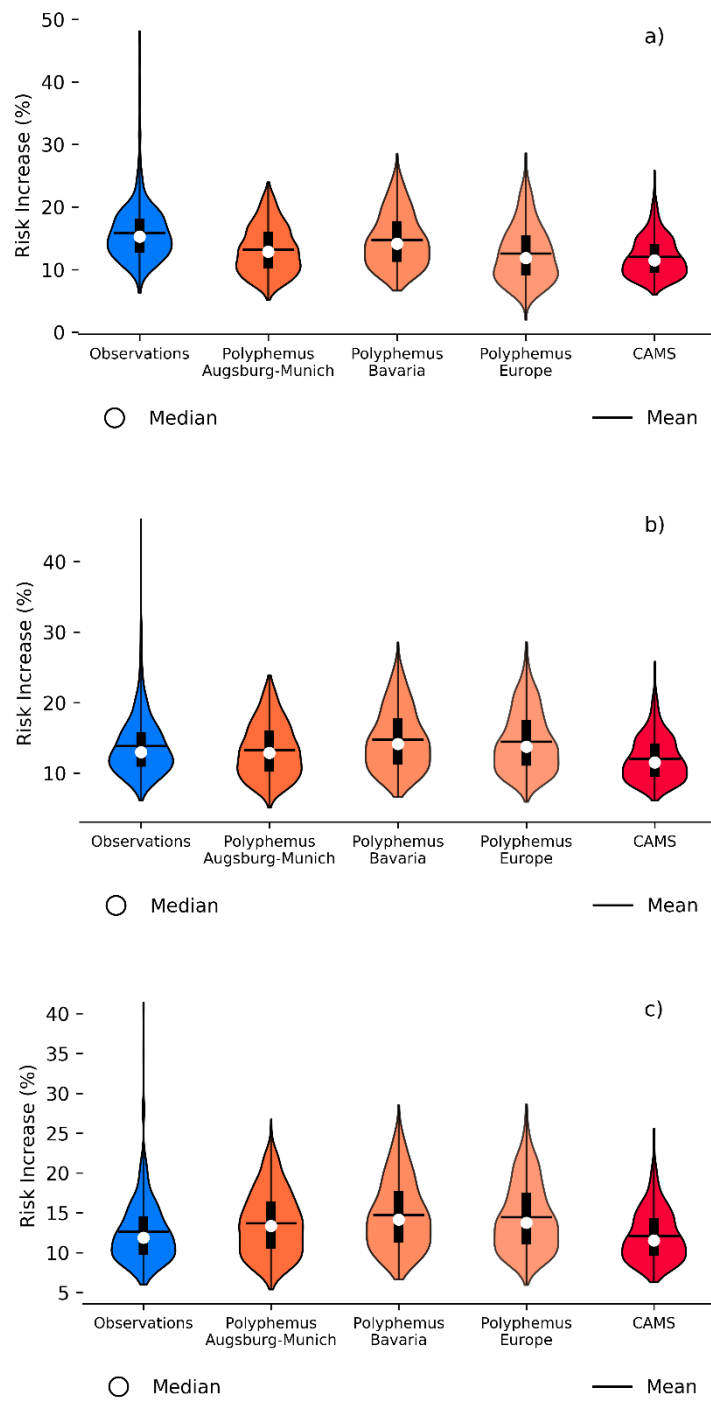 a)
Risk Increase (%)
50
40
30
20
10
0
Observations
Polyphemus
Augsburg-Munich
Polyphemus
Bavaria
Polyphemus
Europe
CAMS
Median
Mean
b)
Risk Increase (%)
40
30
20
10
Observations
Polyphemus
Augsburg-Munich
Polyphemus
Bavaria
Polyphemus
Europe
CAMS
Median
Mean
c)
Risk Increase (%)
40
35
30
25
20
15
10
5
Observations
Polyphemus
Augsburg-Munich
Polyphemus
Bavaria
Polyphemus
Europe
CAMS
Median
Mean